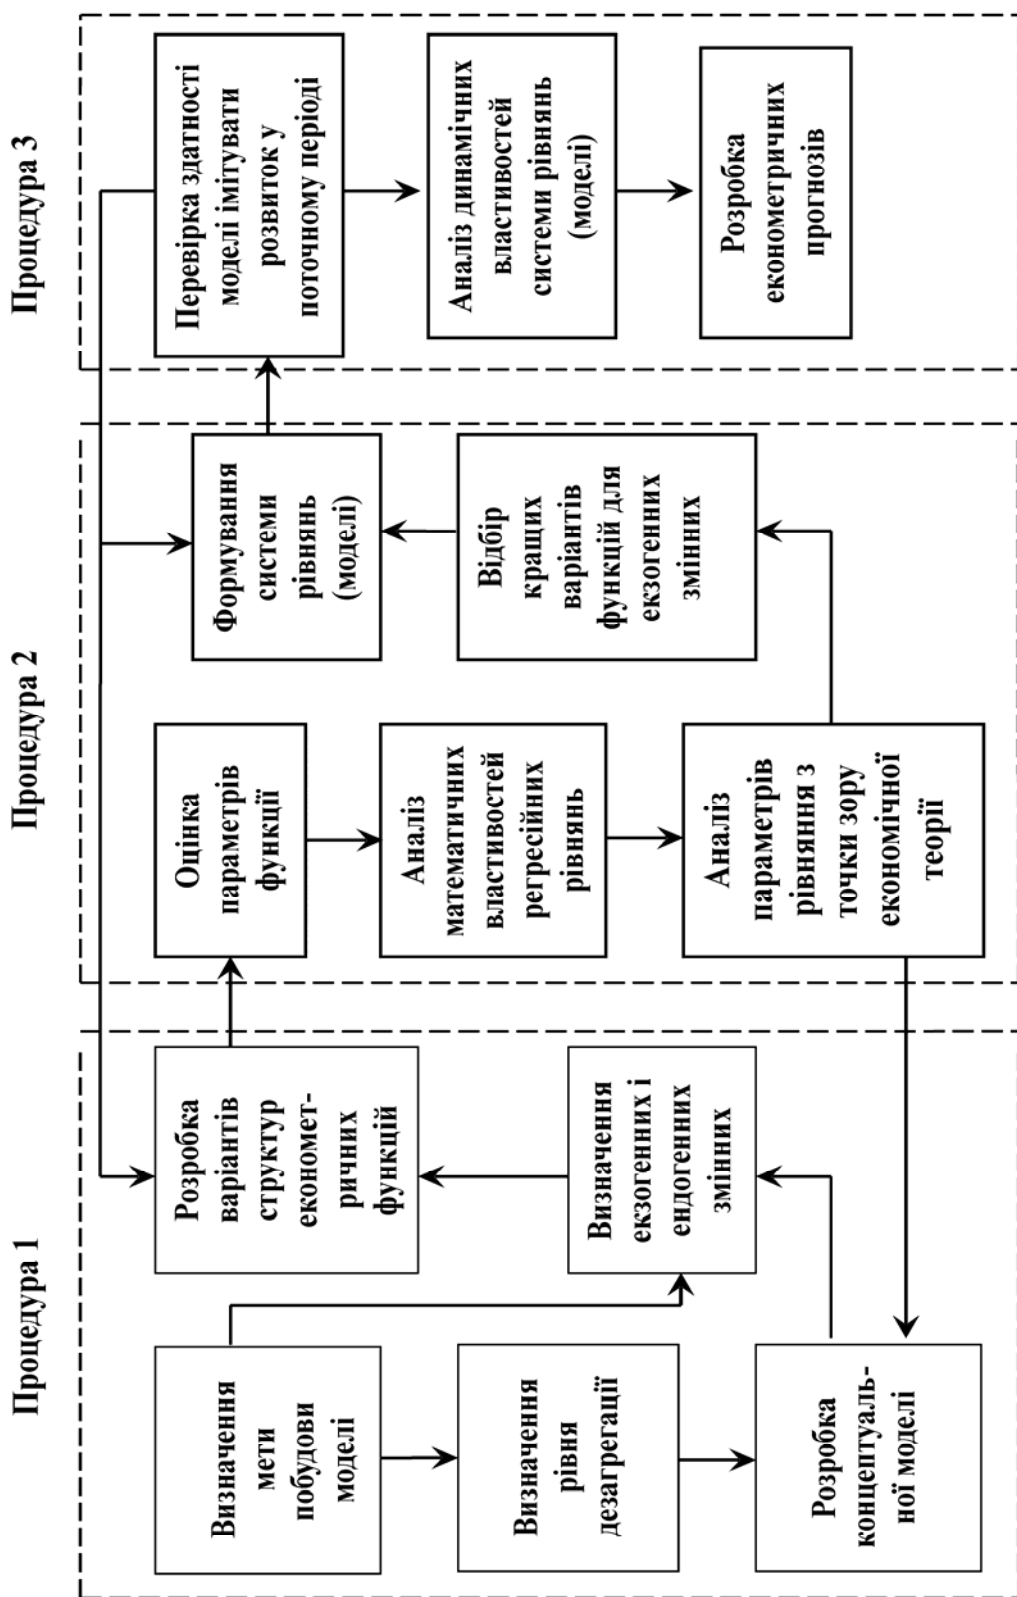 Процедура 1
Визначення
мети
побудови
моделі
Визначення
рівня
дезагрегації
Розробка
концептуаль-
ної моделі
Розробка
варіантів
структур
економет-
ричних
функцій
Визначення
екзогенних і
ендогенних
змінних
Процедура 2
Оцінка
параметрів
функції
Аналіз
математичних
властивостей
регресійних
рівнянь
Аналіз
параметрів
рівняння з
точки зору
економічної
теорії
Формування
системи
рівнянь
(моделі)
Відбір
кращих
варіантів
функцій для
екзогенних
змінних
Процедура 3
Перевірка здатності
моделі імітувати
розвиток у
поточному періоді
Аналіз динамічних
властивостей
системи рівнянь
(моделі)
Розробка
економетричних
прогнозів